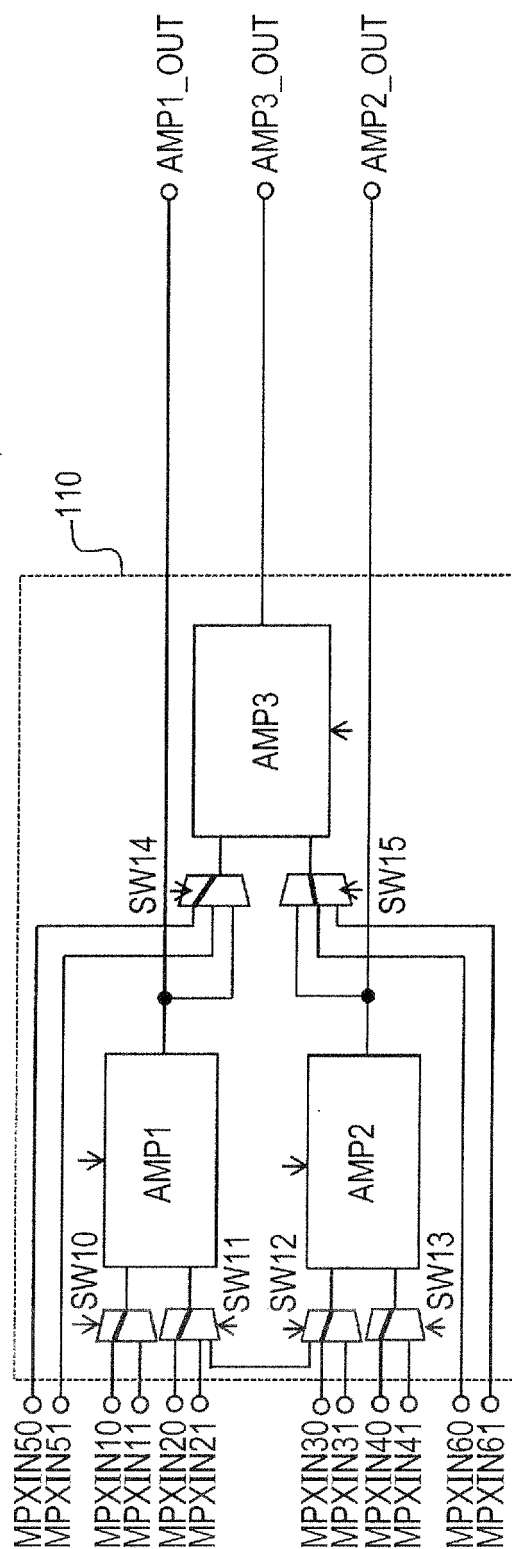 MPXIN50
MPXIN51
MPXIN10
MPXIN11
MPXIN20
MPXIN21
MPXIN30
MPXIN31
MPXIN40
MPXIN41
MPXIN60
MPXIN61
SW10
SW11
SW12
SW13
AMP1
AMP2
SW14
SW15
AMP3
110
AMP1_OUT
AMP3_OUT
AMP2_OUT